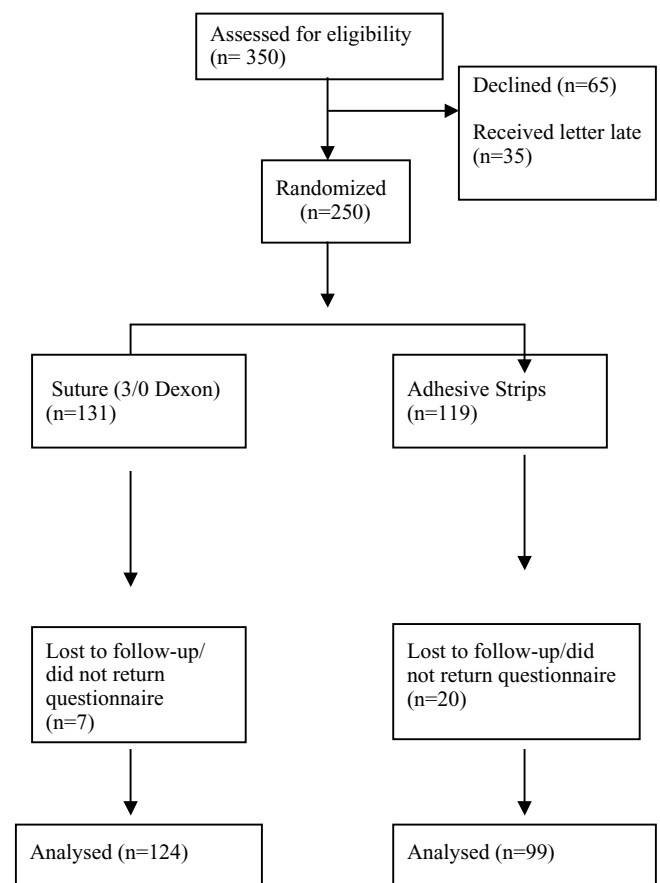 Assessed for eligibility
(n= 350)
Declined (n=65)
Received letter late
(n=35)
Randomized
(n=250)
Suture (3/0 Dexon)
(n=131)
Adhesive Strips
(n=119)
Lost to follow-up/
did not return
questionnaire
(n=7)
Lost to follow-up/did
not return questionnaire
(n=20)
Analysed (n=124)
Analysed (n=99)